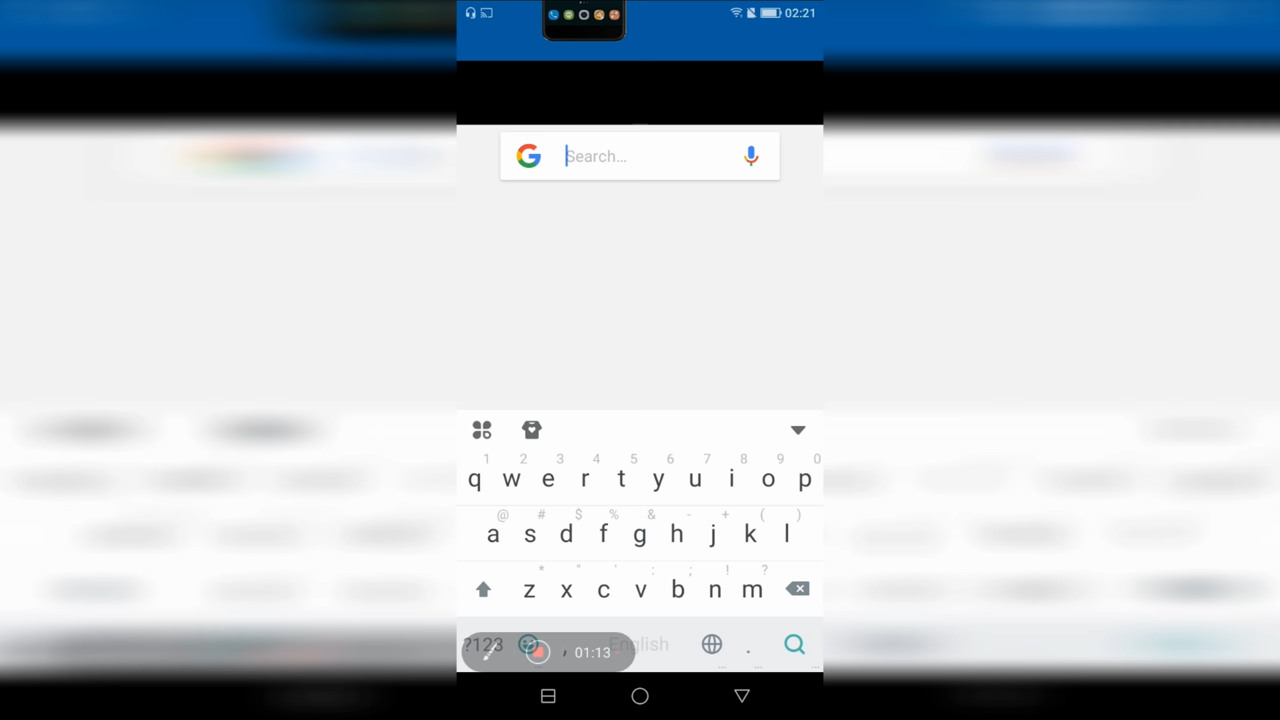 02:21
G Search...
1 2 3 4 5 6 7 8 9 0
q w e r t y u i o p
@ # $ % & - + ( )
a s d f g h j k l
* " ' : ; ! ?
z x c v b n m
?123 , English .
01:13